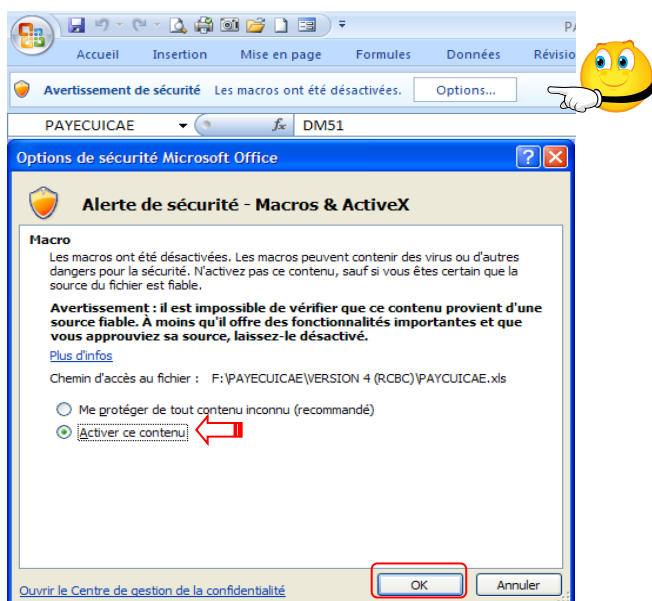 PA
Accueil Insertion Mise en page Formules Données Révisio
Avertissement de sécurité Les macros ont été désactivées. Options...
PAYECUICAE fx DM51
Options de sécurité Microsoft Office
Alerte de sécurité - Macros & ActiveX
Macro
Les macros ont été désactivées. Les macros peuvent contenir des virus ou d'autres
dangers pour la sécurité. N'activez pas ce contenu, sauf si vous êtes certain que la
source du fichier est fiable.
Avertissement : il est impossible de vérifier que ce contenu provient d'une
source fiable. À moins qu'il offre des fonctionnalités importantes et que
vous approuviez sa source, laissez-le désactivé.
Plus d'infos
Chemin d'accès au fichier : F:\PAYECUICAE\VERSION 4 (RCBC)\PAYCUICAE.xls
Me protéger de tout contenu inconnu (recommandé)
Activer ce contenu
Ouvrir le Centre de gestion de la confidentialité OK Annuler